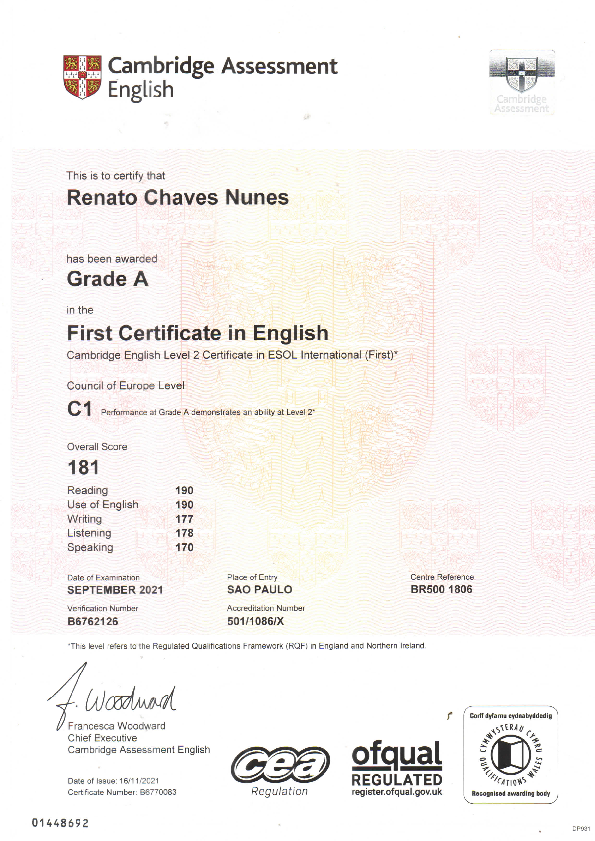 Cambridge Assessment
English
Cambridge
Assessment
This is to certify that
Renato Chaves Nunes
has been awarded
Grade A
in the
First Certificate in English
Cambridge English Level 2 Certificate in ESOL International (First)*
Council of Europe Level
C1 Performance at Grade A demonstrates an ability at Level 2*
Overall Score
181
Reading 190
Use of English 190
Writing 177
Listening 178
Speaking 170
Date of Examination Place of Entry Centre Reference
SEPTEMBER 2021 SAO PAULO BR500 1806
Verification Number Accreditation Number
B6762126 501/1086/X
*This level refers to the Regulated Qualifications Framework (RQF) in England and Northern Ireland.
F. Woodward
Francesca Woodward
Chief Executive
Cambridge Assessment English
Date of Issue: 16/11/2021
Certificate Number: B6770083
cea
Regulation
ofqual
REGULATED
register.ofqual.gov.uk
Corff dyfarnu cydnabyddedig
CYMWYSTERAU CYMRU
QUALIFICATIONS WALES
Recognised awarding body
01448692
DP931